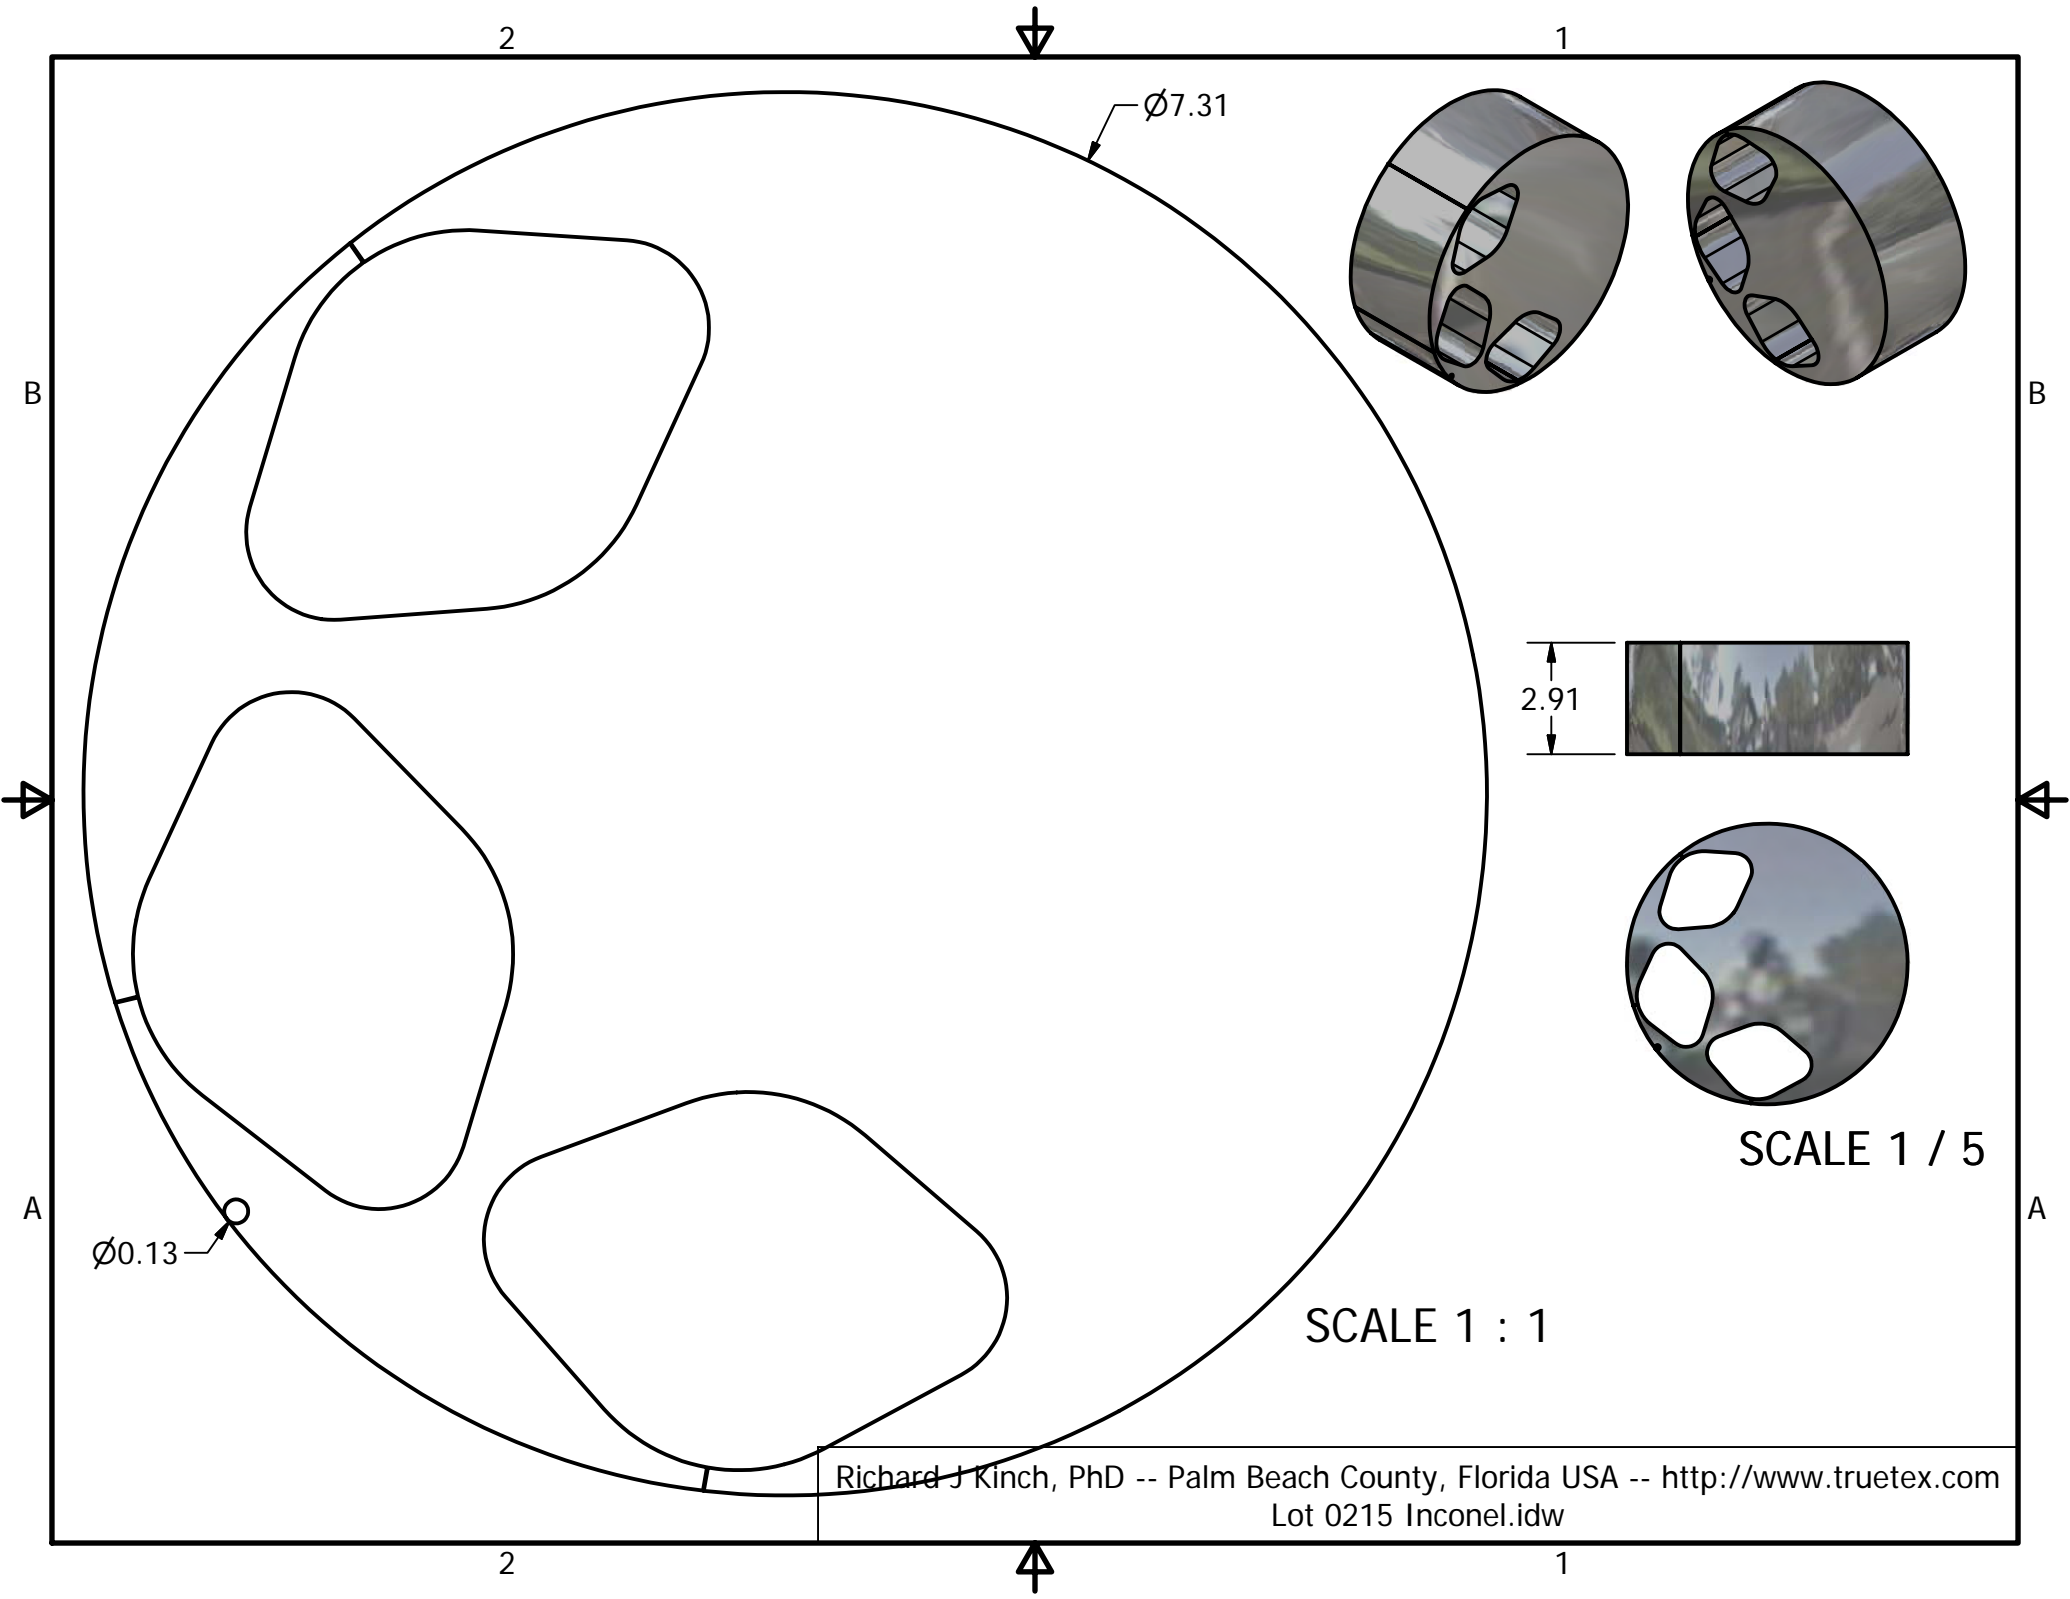 2
1
Ø7.31
B
B
2.91
SCALE 1 / 5
A
A
Ø0.13
SCALE 1 : 1
Richard J Kinch, PhD -- Palm Beach County, Florida USA -- http://www.truetex.com
Lot 0215 Inconel.idw
2
1